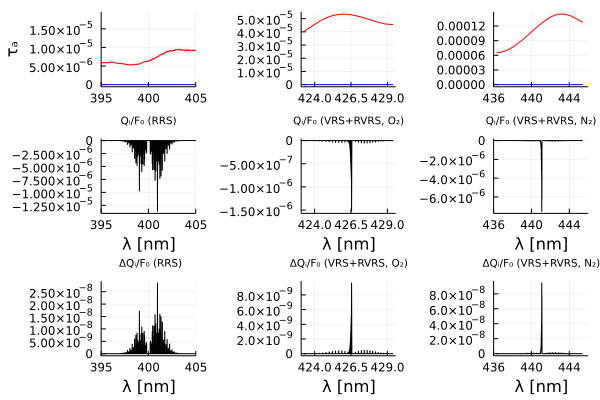 τₐ
1.50×10⁻⁵
1.00×10⁻⁵
5.00×10⁻⁶
0
395 400 405
5.0×10⁻⁵
4.0×10⁻⁵
3.0×10⁻⁵
2.0×10⁻⁵
1.0×10⁻⁵
0
424.0 426.5 429.0
0.00012
0.00009
0.00006
0.00003
0.00000
436 440 444
Qᵢ/F₀ (RRS)
0
−2.500×10⁻⁶
−5.000×10⁻⁶
−7.500×10⁻⁶
−1.000×10⁻⁵
−1.250×10⁻⁵
395 400 405
λ [nm]
Qᵢ/F₀ (VRS+RVRS, O₂)
0
−5.00×10⁻⁷
−1.00×10⁻⁶
−1.50×10⁻⁶
424.0 426.5 429.0
λ [nm]
Qᵢ/F₀ (VRS+RVRS, N₂)
0
−2.0×10⁻⁶
−4.0×10⁻⁶
−6.0×10⁻⁶
436 440 444
λ [nm]
ΔQᵢ/F₀ (RRS)
2.50×10⁻⁸
2.00×10⁻⁸
1.50×10⁻⁸
1.00×10⁻⁸
5.00×10⁻⁹
0
395 400 405
λ [nm]
ΔQᵢ/F₀ (VRS+RVRS, O₂)
8.0×10⁻⁹
6.0×10⁻⁹
4.0×10⁻⁹
2.0×10⁻⁹
0
424.0 426.5 429.0
λ [nm]
ΔQᵢ/F₀ (VRS+RVRS, N₂)
8.0×10⁻⁸
6.0×10⁻⁸
4.0×10⁻⁸
2.0×10⁻⁸
0
436 440 444
λ [nm]